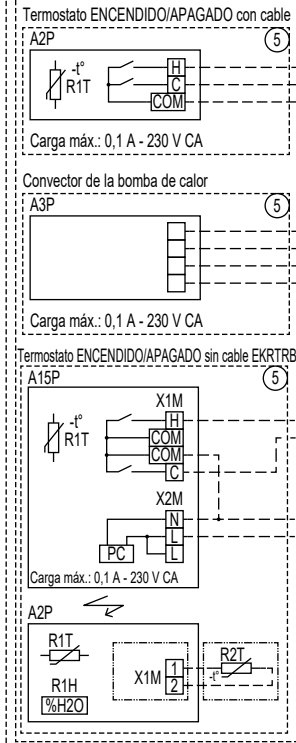 Termostato ENCENDIDO/APAGADO con cable
A2P
5
-t°
R1T
H
C
COM
Carga máx.: 0,1 A - 230 V CA
Convector de la bomba de calor
A3P
5
Carga máx.: 0,1 A - 230 V CA
Termostato ENCENDIDO/APAGADO sin cable EKRTRB
A15P
5
X1M
-t°
R1T
H
COM
COM
C
X2M
N
L
L
PC
Carga máx.: 0,1 A - 230 V CA
A2P
R1T
R1H
%H2O
X1M
1
2
R2T
-t°